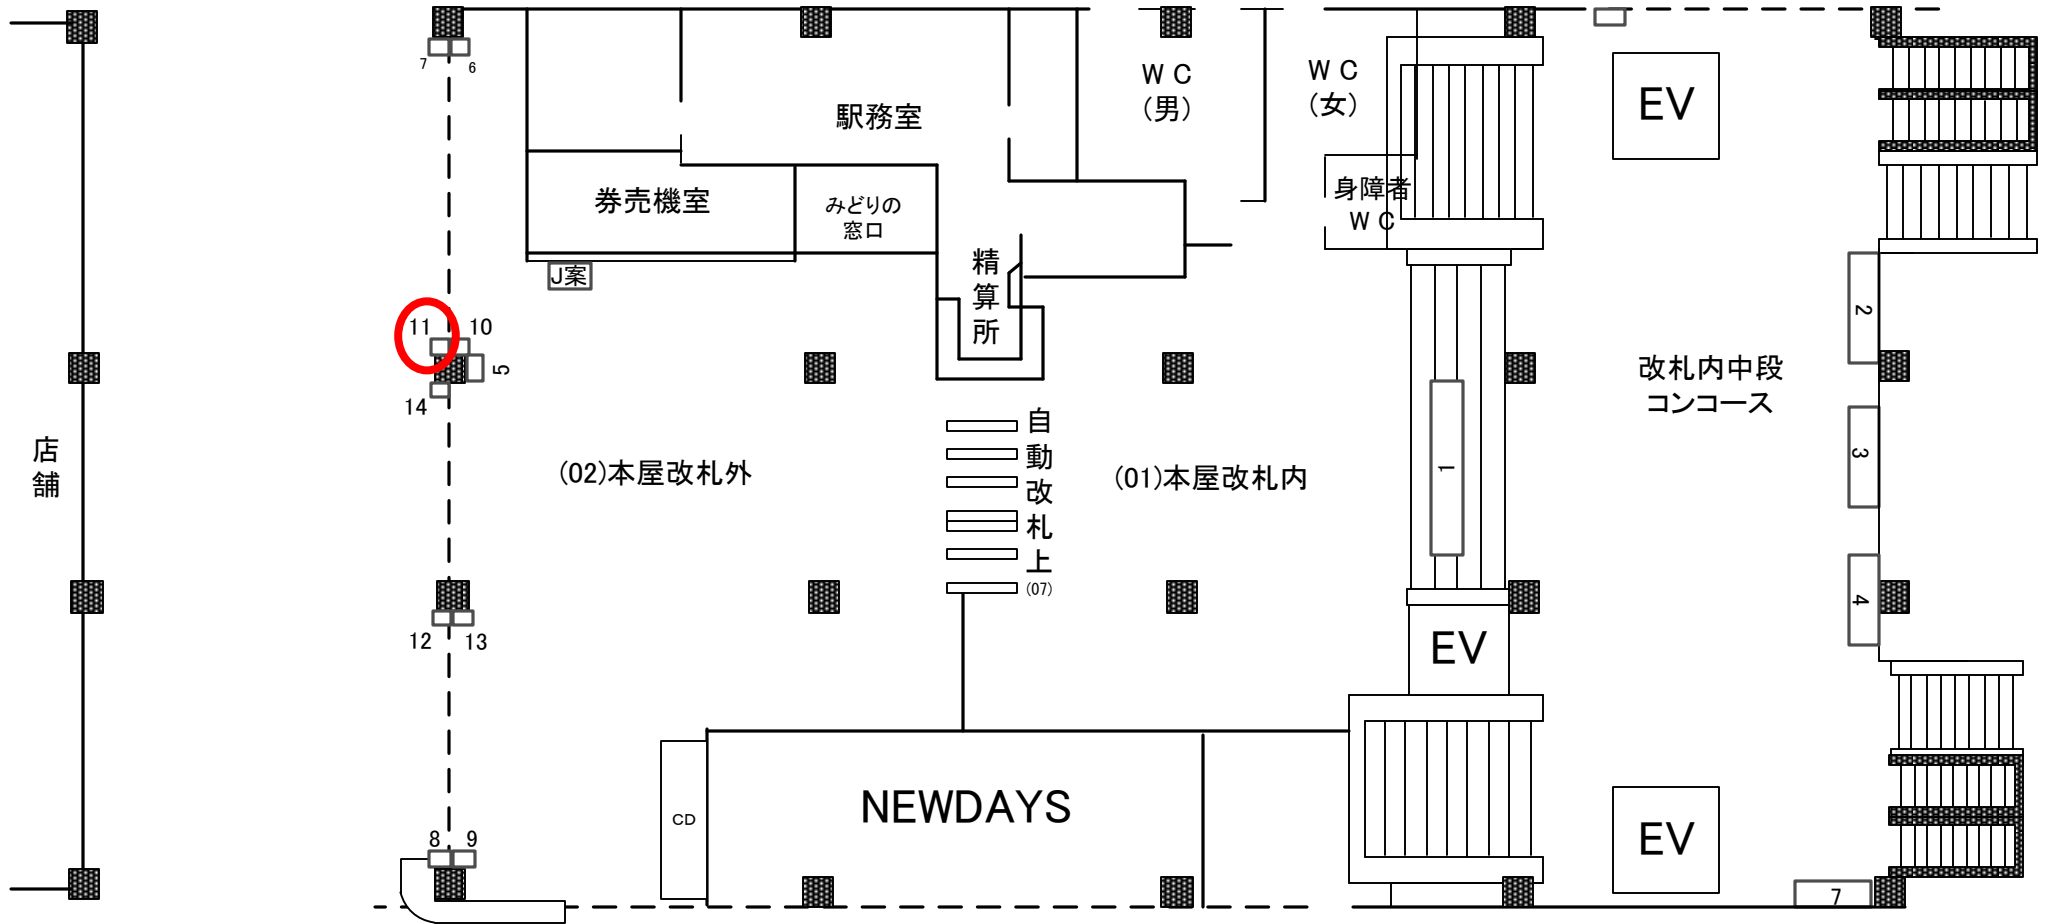 7
6
駅務室
W C
(男)
W C
(女)
EV
券売機室
みどりの
窓口
身障者
W C
J案
精算所
11
10
5
14
2
改札内中段
コンコース
店舗
(02)本屋改札外
自動改札上
(07)
(01)本屋改札内
1
3
4
12
13
EV
NEWDAYS
CD
EV
8
9
7